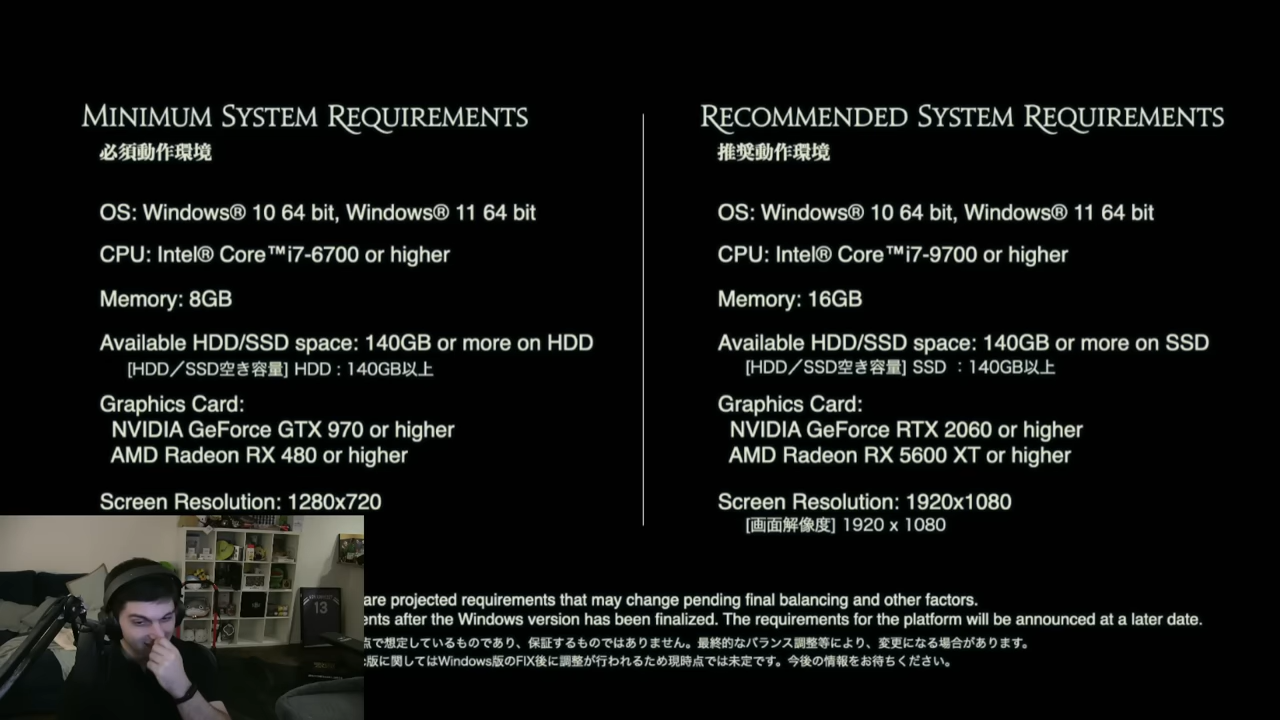 MINIMUM SYSTEM REQUIREMENTS
必須動作環境
OS: Windows® 10 64 bit, Windows® 11 64 bit
CPU: Intel® Core™i7-6700 or higher
Memory: 8GB
Available HDD/SSD space: 140GB or more on HDD
[HDD／SSD空き容量] HDD : 140GB以上
Graphics Card:
NVIDIA GeForce GTX 970 or higher
AMD Radeon RX 480 or higher
Screen Resolution: 1280x720
RECOMMENDED SYSTEM REQUIREMENTS
推奨動作環境
OS: Windows® 10 64 bit, Windows® 11 64 bit
CPU: Intel® Core™i7-9700 or higher
Memory: 16GB
Available HDD/SSD space: 140GB or more on SSD
[HDD／SSD空き容量] SSD ：140GB以上
Graphics Card:
NVIDIA GeForce RTX 2060 or higher
AMD Radeon RX 5600 XT or higher
Screen Resolution: 1920x1080
[画面解像度] 1920 x 1080
are projected requirements that may change pending final balancing and other factors.
ents after the Windows version has been finalized. The requirements for the platform will be announced at a later date.
点で想定しているものであり、保証するものではありません。最終的なバランス調整等により、変更になる場合があります。
版に関してはWindows版のFIX後に調整が行われるため現時点では未定です。今後の情報をお待ちください。
13